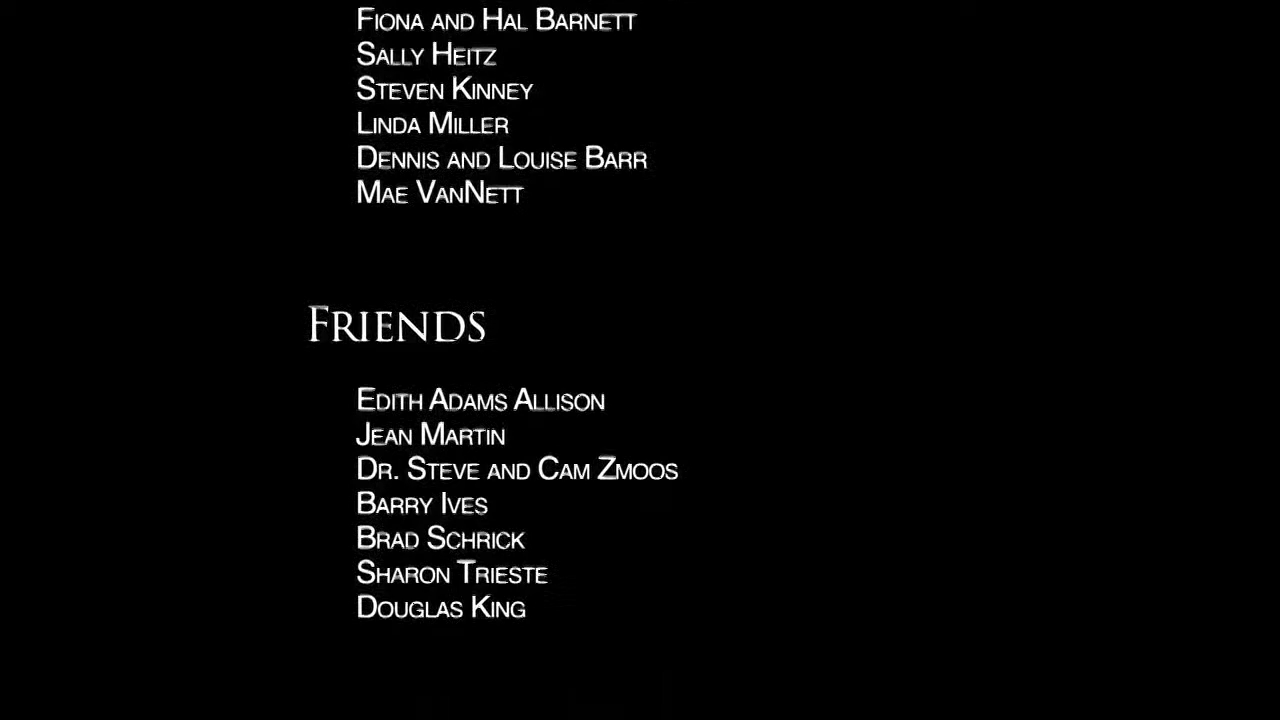 Fiona and Hal Barnett
Sally Heitz
Steven Kinney
Linda Miller
Dennis and Louise Barr
Mae VanNett
Friends
Edith Adams Allison
Jean Martin
Dr. Steve and Cam Zmoos
Barry Ives
Brad Schrick
Sharon Trieste
Douglas King